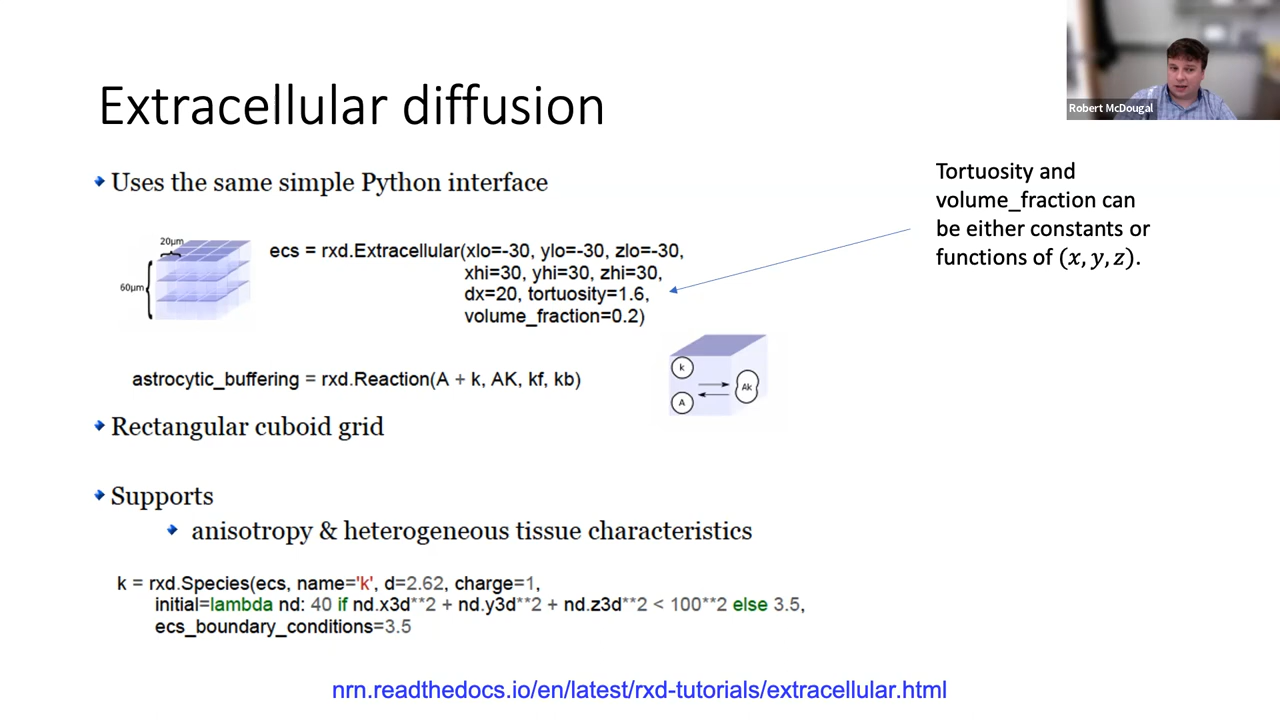 Robert McDougal
Extracellular diffusion
Uses the same simple Python interface
Tortuosity and
volume_fraction can
be either constants or
functions of (x, y, z).
20μm
60μm
ecs = rxd.Extracellular(xlo=-30, ylo=-30, zlo=-30,
xhi=30, yhi=30, zhi=30,
dx=20, tortuosity=1.6,
volume_fraction=0.2)
astrocytic_buffering = rxd.Reaction(A + k, AK, kf, kb)
k
Ak
A
Rectangular cuboid grid
Supports
anisotropy & heterogeneous tissue characteristics
k = rxd.Species(ecs, name='k', d=2.62, charge=1,
initial=lambda nd: 40 if nd.x3d**2 + nd.y3d**2 + nd.z3d**2 < 100**2 else 3.5,
ecs_boundary_conditions=3.5
nrn.readthedocs.io/en/latest/rxd-tutorials/extracellular.html